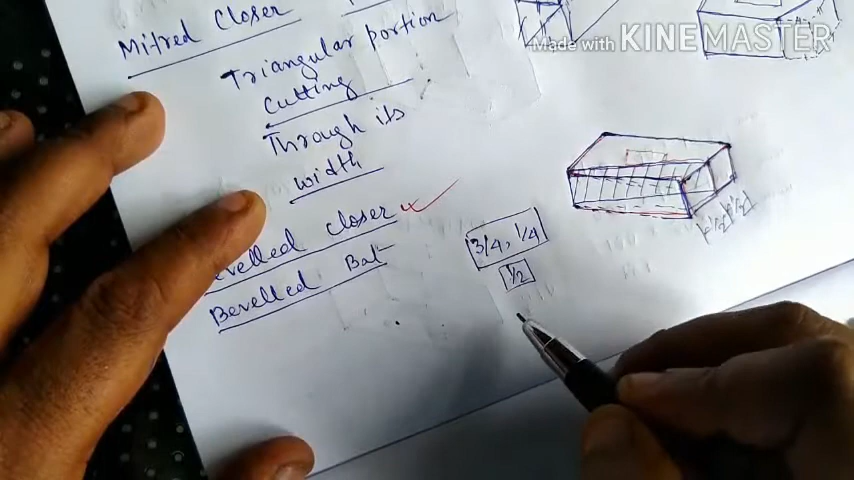 Mitred Closer
Made with KINEMASTER
Triangular portion
cutting
Through its
width
evelled closer
Bevelled Bat
3/4, 1/4
1/2